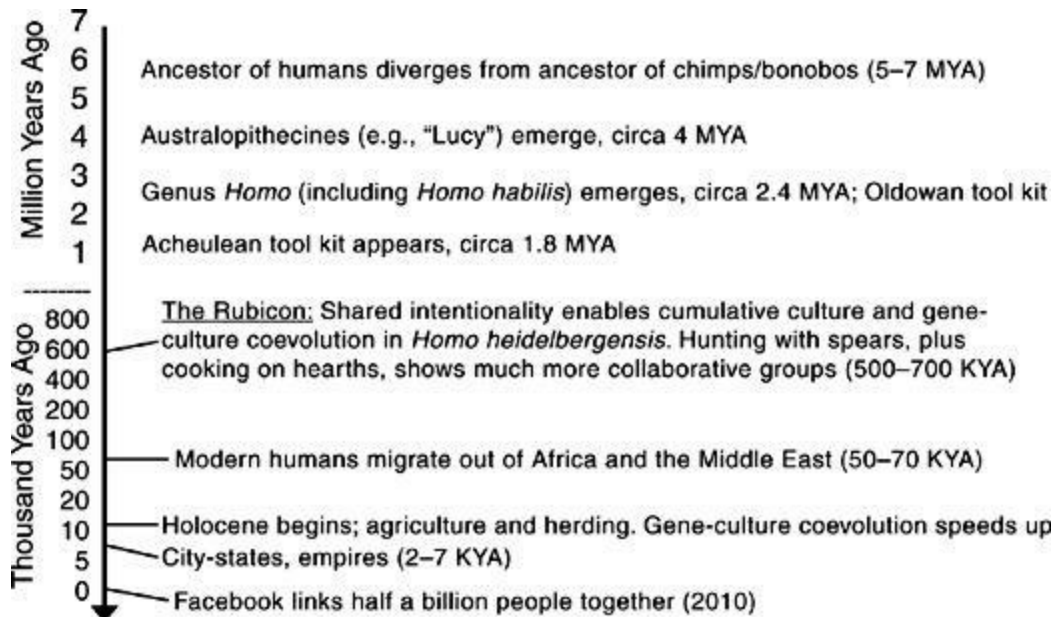 Million Years Ago
7
6
Ancestor of humans diverges from ancestor of chimps/bonobos (5–7 MYA)
5
4
Australopithecines (e.g., “Lucy”) emerge, circa 4 MYA
3
Genus Homo (including Homo habilis) emerges, circa 2.4 MYA; Oldowan tool kit
2
1
Acheulean tool kit appears, circa 1.8 MYA
Thousand Years Ago
800
The Rubicon: Shared intentionality enables cumulative culture and gene-
600
culture coevolution in Homo heidelbergensis. Hunting with spears, plus
cooking on hearths, shows much more collaborative groups (500–700 KYA)
400
200
100
50
Modern humans migrate out of Africa and the Middle East (50–70 KYA)
20
10
Holocene begins; agriculture and herding. Gene-culture coevolution speeds up
5
City-states, empires (2–7 KYA)
0
Facebook links half a billion people together (2010)